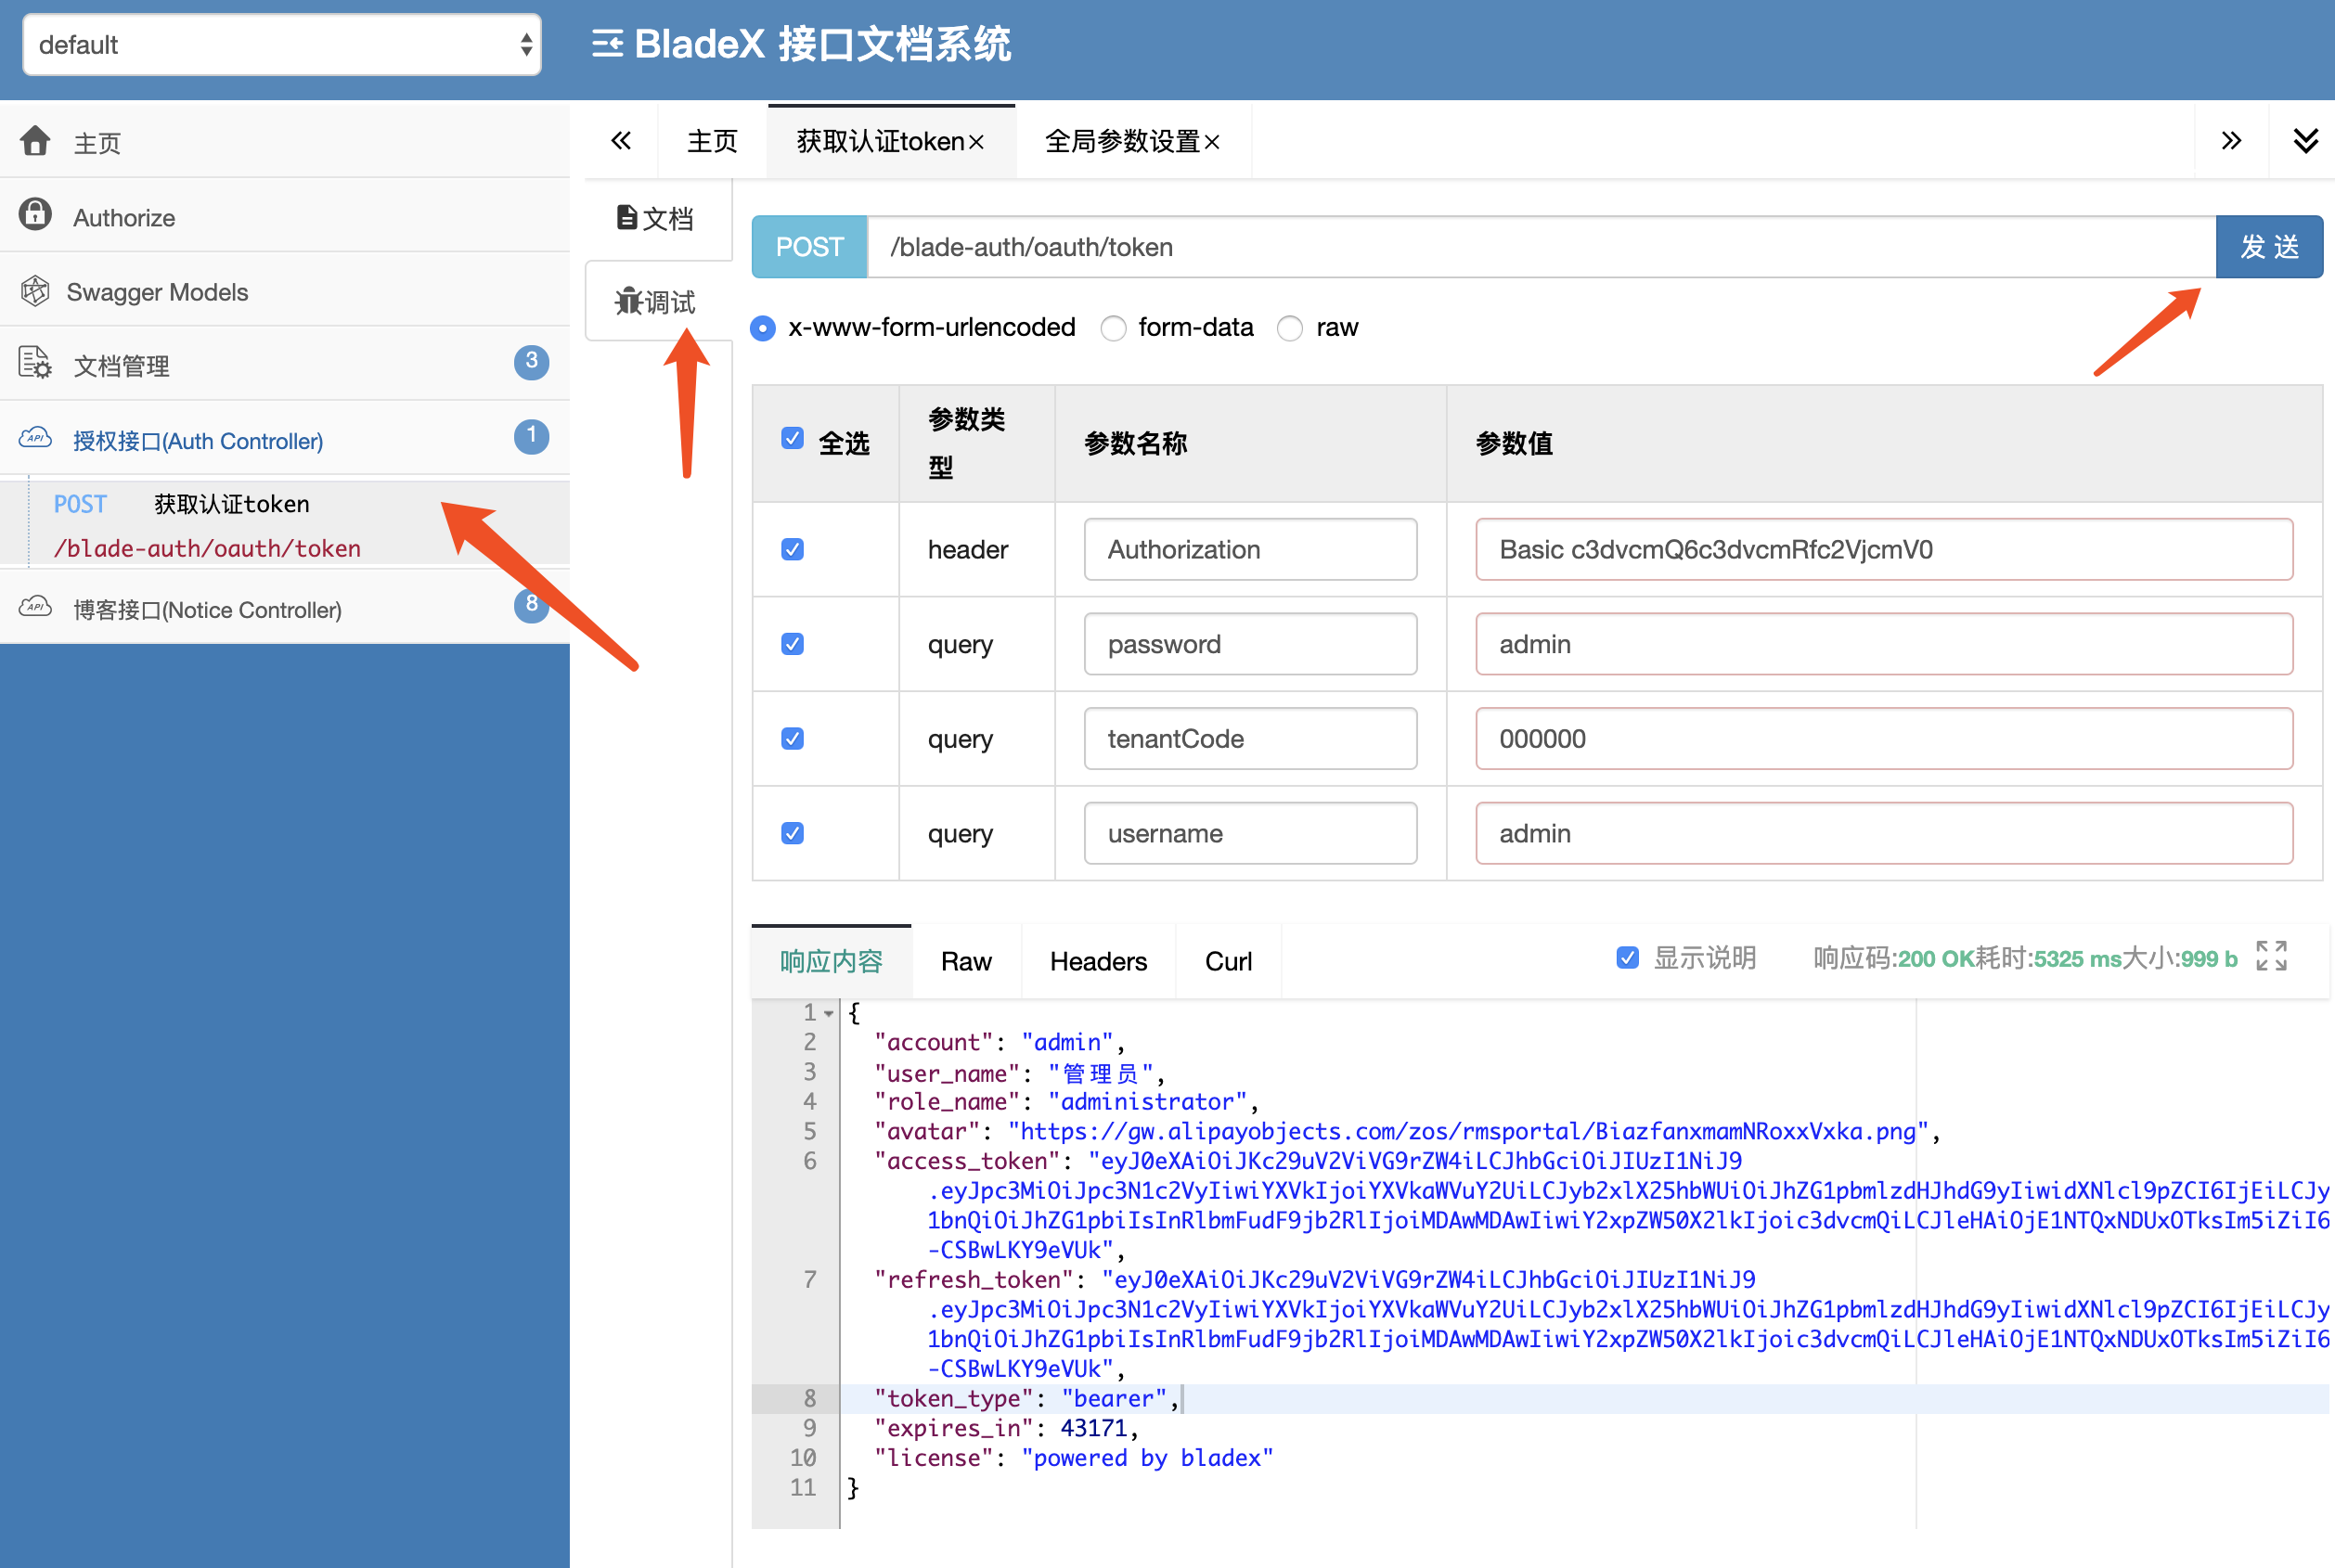 default
BladeX 接口文档系统
主页
Authorize
Swagger Models
文档管理
3
授权接口(Auth Controller)
1
POST 获取认证token
/blade-auth/oauth/token
博客接口(Notice Controller)
8
主页
获取认证token×
全局参数设置×
文档
调试
POST
/blade-auth/oauth/token
发 送
x-www-form-urlencoded form-data raw
全选 参数类型 参数名称 参数值
header Authorization Basic c3dvcmQ6c3dvcmRfc2VjcmV0
query password admin
query tenantCode 000000
query username admin
响应内容 Raw Headers Curl
显示说明 响应码:200 OK耗时:5325 ms大小:999 b
1 {
2 "account": "admin",
3 "user_name": "管理员",
4 "role_name": "administrator",
5 "avatar": "https://gw.alipayobjects.com/zos/rmsportal/BiazfanxmamNRoxxVxka.png",
6 "access_token": "eyJ0eXAiOiJKc29uV2ViVG9rZW4iLCJhbGciOiJIUzI1NiJ9
.eyJpc3MiOiJpc3N1c2VyIiwiYXVkIjoiYXVkaWVuY2UiLCJyb2xlX25hbWUiOiJhZG1pbmlzdHJhdG9yIiwidXNlcl9pZCI6IjEiLCJy
1bnQiOiJhZG1pbiIsInRlbmFudF9jb2RlIjoiMDAwMDAwIiwiY2xpZW50X2lkIjoic3dvcmQiLCJleHAiOjE1NTQxNDUxOTksIm5iZiI6
-CSBwLKY9eVUk",
7 "refresh_token": "eyJ0eXAiOiJKc29uV2ViVG9rZW4iLCJhbGciOiJIUzI1NiJ9
.eyJpc3MiOiJpc3N1c2VyIiwiYXVkIjoiYXVkaWVuY2UiLCJyb2xlX25hbWUiOiJhZG1pbmlzdHJhdG9yIiwidXNlcl9pZCI6IjEiLCJy
1bnQiOiJhZG1pbiIsInRlbmFudF9jb2RlIjoiMDAwMDAwIiwiY2xpZW50X2lkIjoic3dvcmQiLCJleHAiOjE1NTQxNDUxOTksIm5iZiI6
-CSBwLKY9eVUk",
8 "token_type": "bearer",
9 "expires_in": 43171,
10 "license": "powered by bladex"
11 }